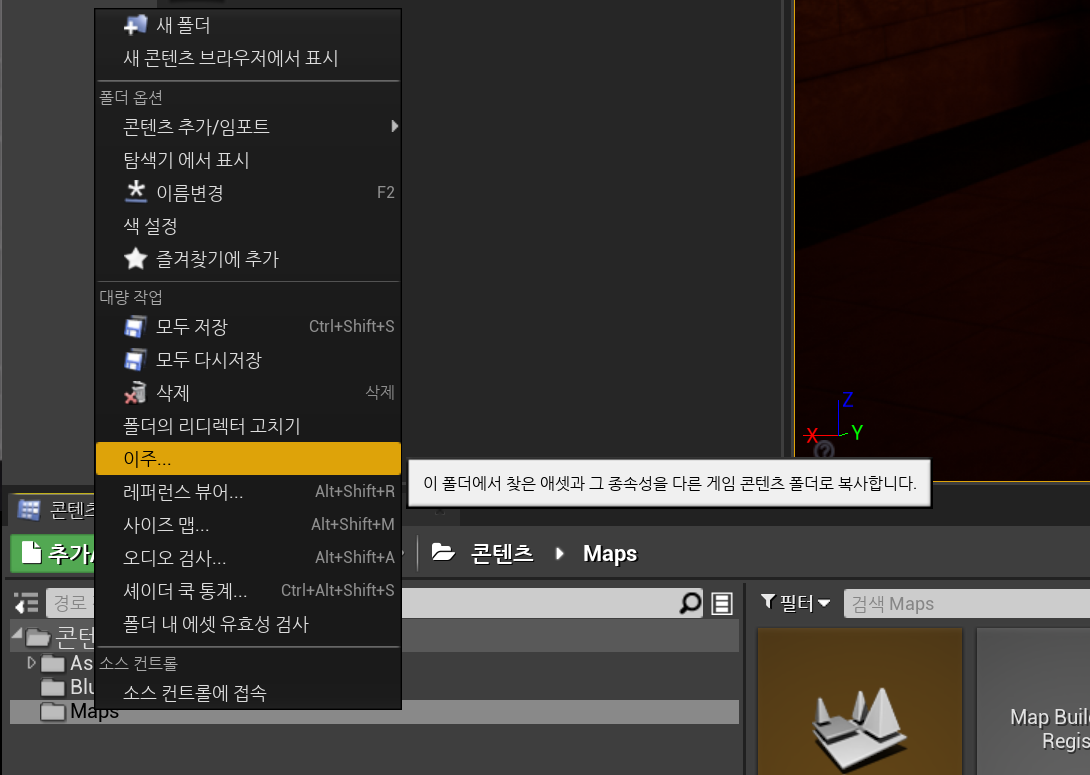 새 폴더
새 콘텐츠 브라우저에서 표시
폴더 옵션
콘텐츠 추가/임포트
탐색기 에서 표시
이름변경 F2
색 설정
즐겨찾기에 추가
대량 작업
모두 저장 Ctrl+Shift+S
모두 다시저장
삭제 삭제
폴더의 리디렉터 고치기
이주...
이 폴더에서 찾은 애셋과 그 종속성을 다른 게임 콘텐츠 폴더로 복사합니다.
레퍼런스 뷰어... Alt+Shift+R
사이즈 맵... Alt+Shift+M
오디오 검사... Alt+Shift+A
셰이더 쿡 통계... Ctrl+Alt+Shift+S
폴더 내 에셋 유효성 검사
소스 컨트롤
소스 컨트롤에 접속
Z
X
Y
콘텐츠
추가/
콘텐츠 Maps
경로
필터
검색 Maps
콘텐
As
Blu
Maps
Map Buil
Regis